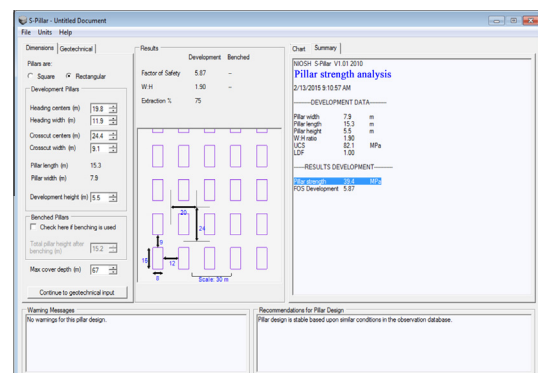 S-Pillar - Untitled Document
File Units Help
Dimensions Geotechnical
Pillars are:
Square Rectangular
Development Pillars
Heading centers (m) 19.8
Heading width (m) 11.9
Crosscut centers (m) 24.4
Crosscut width (m) 9.1
Pillar length (m) 15.3
Pillar width (m) 7.9
Development height (m) 5.5
Benched Pillars
Check here if benching is used
Total pillar height after
benching (m) 15.2
Max cover depth (m) 67
Continue to geotechnical input
Results
Development Benched
Factor of Safety 5.87 --
W:H 1.90 --
Extraction % 75
20
24
9
16
12
8
Scale: 30 m
Chart Summary
NIOSH S-Pillar V1.01 2010
Pillar strength analysis
2/13/2015 9:10:57 AM
-------DEVELOPMENT DATA-------
Pillar width 7.9 m
Pillar length 15.3 m
Pillar height 5.5 m
W:H ratio 1.90
UCS 82.1 MPa
LDF 1.00
-----RESULTS DEVELOPMENT-----
Pillar strength 39.4 MPa
FOS Development 5.87
Warning Messages
No warnings for this pillar design.
Recommendations for Pillar Design
Pillar design is stable based upon similar conditions in the observation database.